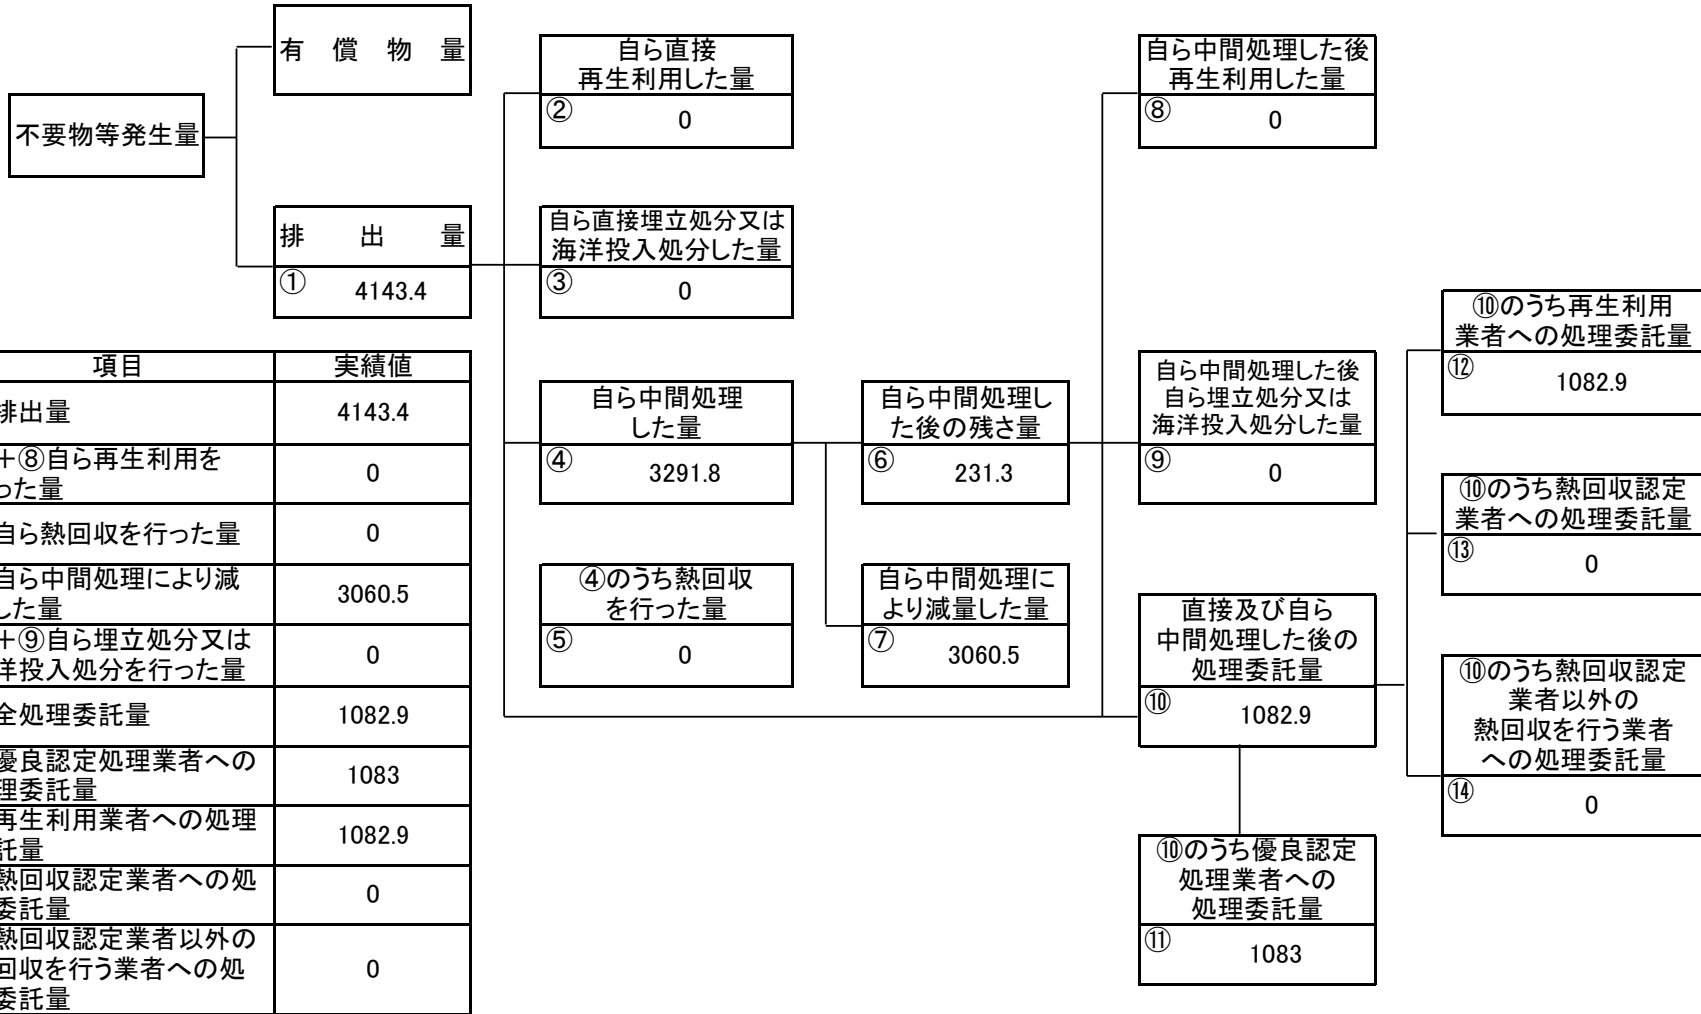 有　償　物　量
不要物等発生量
排　出　量
①
4143.4
自ら直接
再生利用した量
②
0
自ら直接埋立処分又は
海洋投入処分した量
③
0
自ら中間処理
した量
④
3291.8
④のうち熱回収
を行った量
⑤
0
自ら中間処理し
た後の残さ量
⑥
231.3
自ら中間処理に
より減量した量
⑦
3060.5
自ら中間処理した後
再生利用した量
⑧
0
自ら中間処理した後
自ら埋立処分又は
海洋投入処分した量
⑨
0
直接及び自ら
中間処理した後の
処理委託量
⑩
1082.9
⑩のうち優良認定
処理業者への
処理委託量
⑪
1083
⑩のうち再生利用
業者への処理委託量
⑫
1082.9
⑩のうち熱回収認定
業者への処理委託量
⑬
0
⑩のうち熱回収認定
業者以外の
熱回収を行う業者
への処理委託量
⑭
0
項目
実績値
排出量
4143.4
＋⑧自ら再生利用を
った量
0
自ら熱回収を行った量
0
自ら中間処理により減
した量
3060.5
＋⑨自ら埋立処分又は
洋投入処分を行った量
0
全処理委託量
1082.9
優良認定処理業者への
理委託量
1083
再生利用業者への処理
託量
1082.9
熱回収認定業者への処
委託量
0
熱回収認定業者以外の
回収を行う業者への処
委託量
0